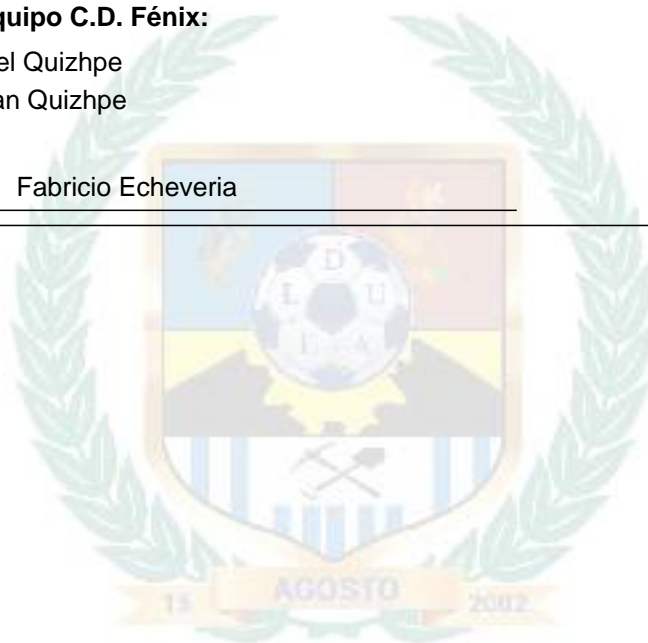 quipo C.D. Fénix:
el Quizhpe
an Quizhpe
Fabricio Echeveria
D
L U
E A
AGOSTO
15 2002